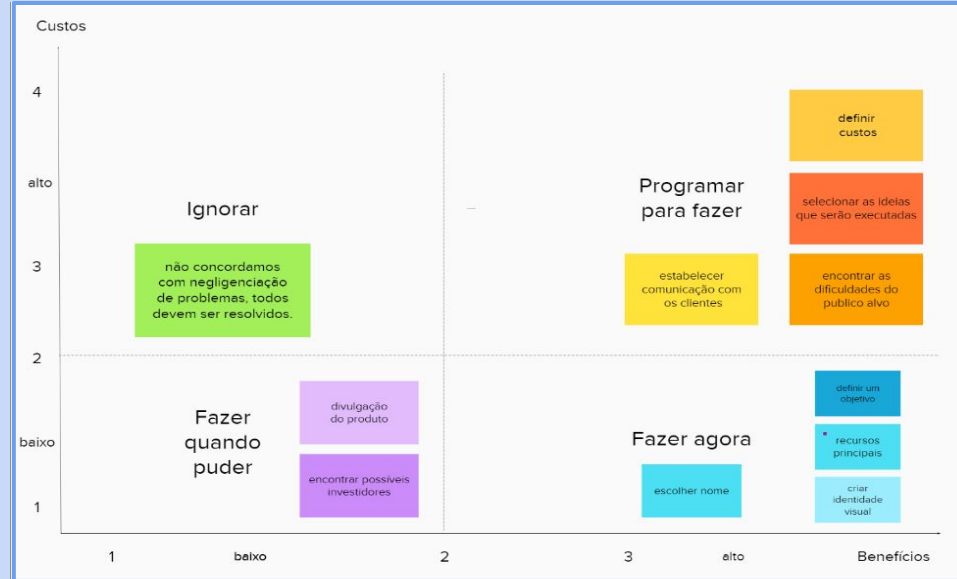 Custos
4
definir
custos
alto
Programar
para fazer
selecionar as ideias
que serão executadas
Ignorar
3
não concordamos
com negligenciação
de problemas, todos
devem ser resolvidos.
estabelecer
comunicação com
os clientes
encontrar as
dificuldades do
publico alvo
2
Fazer
quando
puder
divulgação
do produto
definir um
objetivo
baixo
Fazer agora
recursos
principais
encontrar possíveis
investidores
escolher nome
criar
identidade
visual
1
1
baixo
2
3
alto
Benefícios